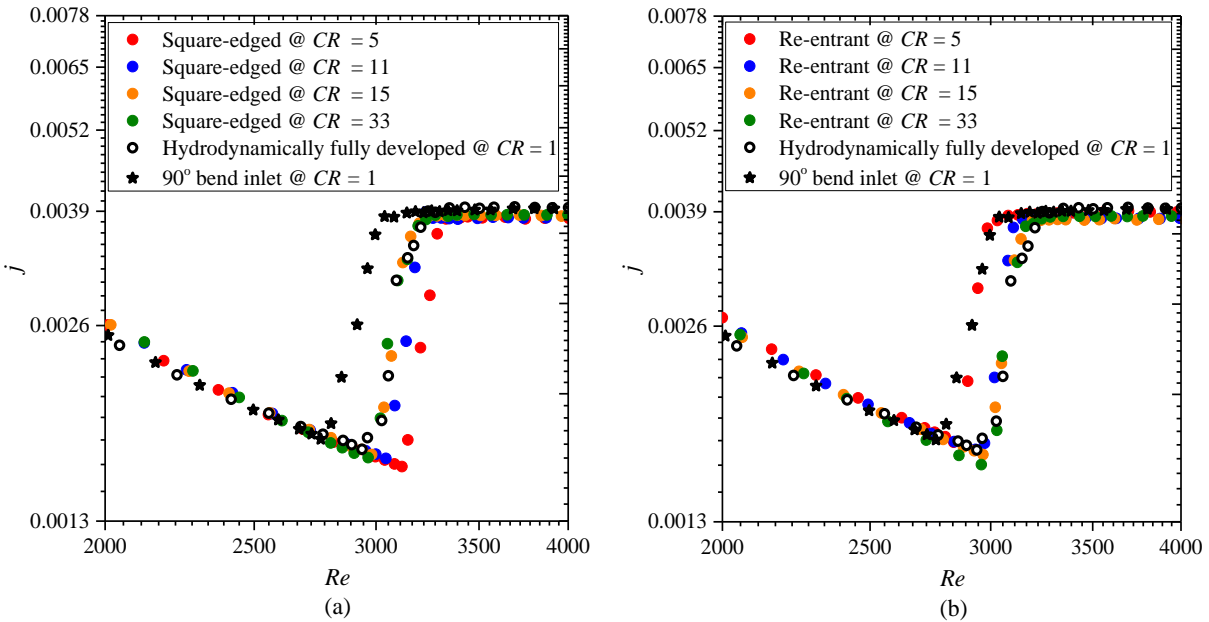 0.0078
0.0065
0.0052
0.0039
0.0026
0.0013
j
Square-edged @ CR = 5
Square-edged @ CR = 11
Square-edged @ CR = 15
Square-edged @ CR = 33
Hydrodynamically fully developed @ CR = 1
90° bend inlet @ CR = 1
2000
2500
3000
3500
4000
Re
(a)
0.0078
0.0065
0.0052
0.0039
0.0026
0.0013
j
Re-entrant @ CR = 5
Re-entrant @ CR = 11
Re-entrant @ CR = 15
Re-entrant @ CR = 33
Hydrodynamically fully developed @ CR = 1
90° bend inlet @ CR = 1
2000
2500
3000
3500
4000
Re
(b)